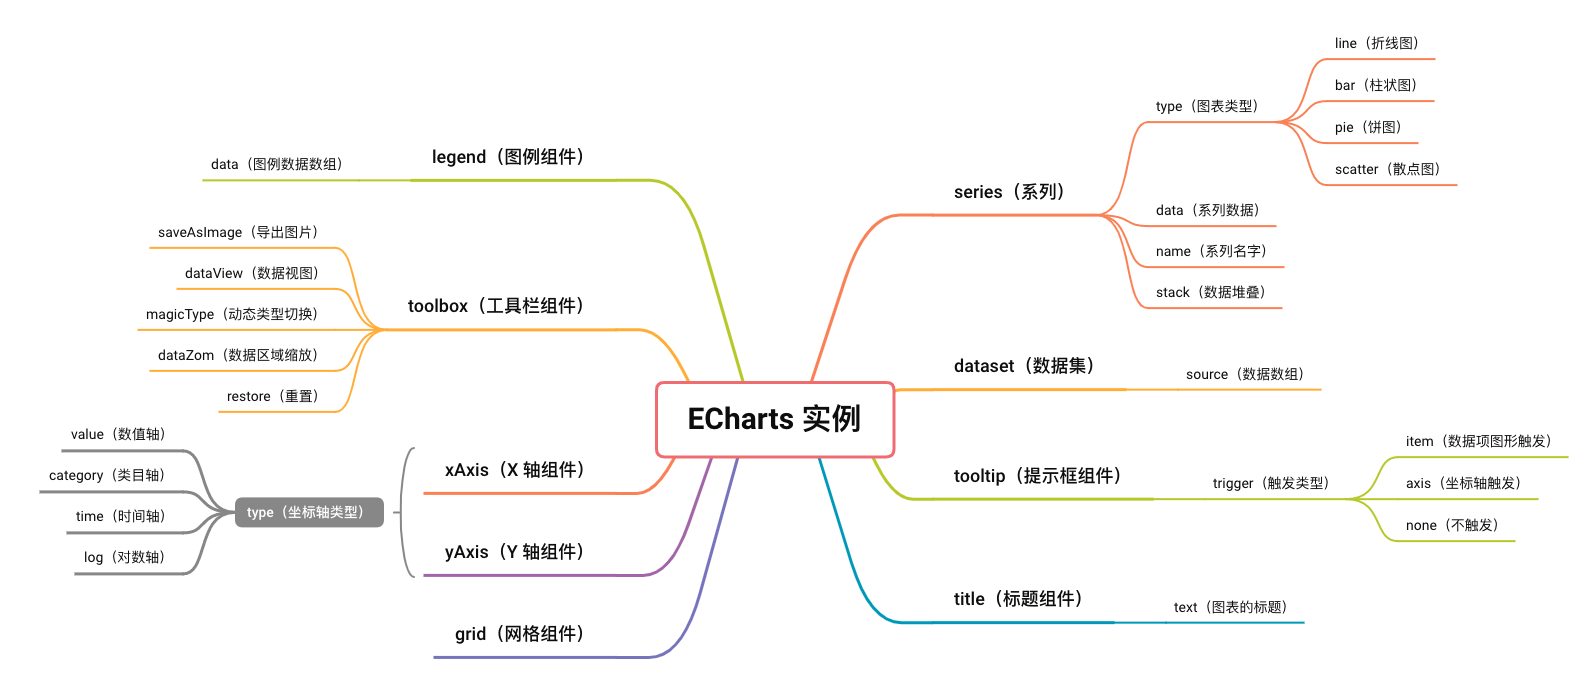 ECharts 实例
legend（图例组件）
data（图例数据数组）
toolbox（工具栏组件）
saveAsImage（导出图片）
dataView（数据视图）
magicType（动态类型切换）
dataZom（数据区域缩放）
restore（重置）
xAxis（X 轴组件）
yAxis（Y 轴组件）
type（坐标轴类型）
value（数值轴）
category（类目轴）
time（时间轴）
log（对数轴）
grid（网格组件）
series（系列）
type（图表类型）
line（折线图）
bar（柱状图）
pie（饼图）
scatter（散点图）
data（系列数据）
name（系列名字）
stack（数据堆叠）
dataset（数据集）
source（数据数组）
tooltip（提示框组件）
trigger（触发类型）
item（数据项图形触发）
axis（坐标轴触发）
none（不触发）
title（标题组件）
text（图表的标题）